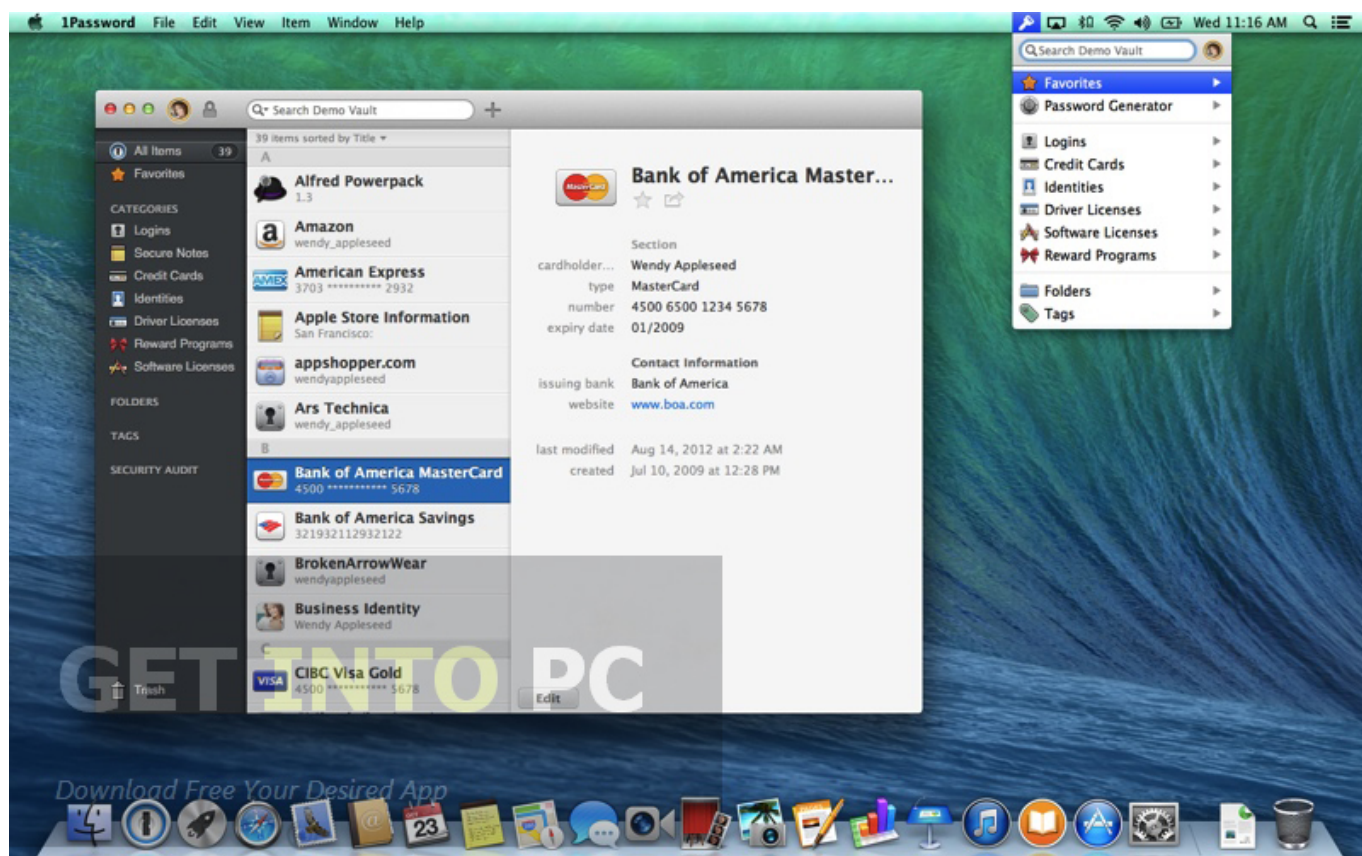 1Password File Edit View Item Window Help
Wed 11:16 AM
Search Demo Vault
Favorites
Password Generator
Logins
Credit Cards
Identities
Driver Licenses
Software Licenses
Reward Programs
Folders
Tags
Search Demo Vault
All Items 39
Favorites
CATEGORIES
Logins
Secure Notes
Credit Cards
Identities
Driver Licenses
Reward Programs
Software Licenses
FOLDERS
TAGS
SECURITY AUDIT
Trash
39 items sorted by Title
A
Alfred Powerpack
1.3
a
Amazon
wendy_appleseed
AMEX
American Express
3703 ********** 2932
Apple Store Information
San Francisco:
appshopper.com
wendyappleseed
Ars Technica
wendy_appleseed
B
Bank of America MasterCard
4500 *********** 5678
Bank of America Savings
321932112932122
BrokenArrowWear
wendyappleseed
Business Identity
Wendy Appleseed
C
VISA
CIBC Visa Gold
4500 *********** 5678
MasterCard
Bank of America Master...
Section
cardholder... Wendy Appleseed
type MasterCard
number 4500 6500 1234 5678
expiry date 01/2009
Contact Information
issuing bank Bank of America
website www.boa.com
last modified Aug 14, 2012 at 2:22 AM
created Jul 10, 2009 at 12:28 PM
Edit
GET INTO PC
Download Free Your Desired App
23